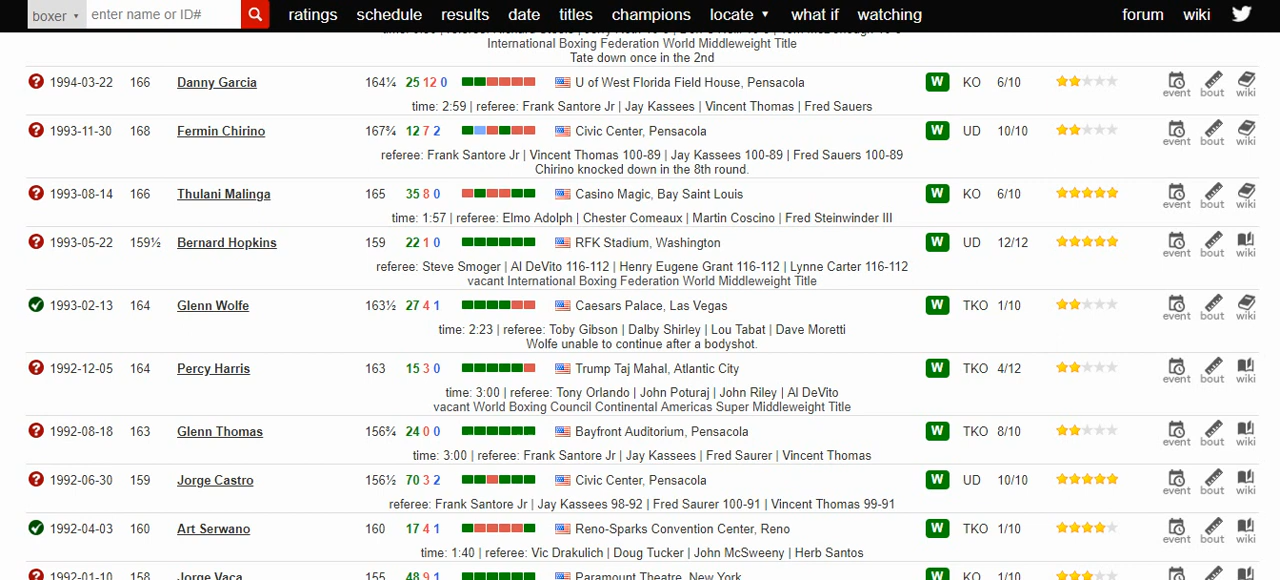 boxer enter name or ID# ratings schedule results date titles champions locate what if watching forum wiki
International Boxing Federation World Middleweight Title
Tate down once in the 2nd
1994-03-22 166 Danny Garcia 164¼ 25 12 0 U of West Florida Field House, Pensacola W KO 6/10 event bout wiki
time: 2:59 | referee: Frank Santore Jr | Jay Kassees | Vincent Thomas | Fred Sauers
1993-11-30 168 Fermin Chirino 167¾ 12 7 2 Civic Center, Pensacola W UD 10/10 event bout wiki
referee: Frank Santore Jr | Vincent Thomas 100-89 | Jay Kassees 100-89 | Fred Sauers 100-89
Chirino knocked down in the 8th round.
1993-08-14 166 Thulani Malinga 165 35 8 0 Casino Magic, Bay Saint Louis W KO 6/10 event bout wiki
time: 1:57 | referee: Elmo Adolph | Chester Comeaux | Martin Coscino | Fred Steinwinder III
1993-05-22 159½ Bernard Hopkins 159 22 1 0 RFK Stadium, Washington W UD 12/12 event bout wiki
referee: Steve Smoger | Al DeVito 116-112 | Henry Eugene Grant 116-112 | Lynne Carter 116-112
vacant International Boxing Federation World Middleweight Title
1993-02-13 164 Glenn Wolfe 163½ 27 4 1 Caesars Palace, Las Vegas W TKO 1/10 event bout wiki
time: 2:23 | referee: Toby Gibson | Dalby Shirley | Lou Tabat | Dave Moretti
Wolfe unable to continue after a bodyshot.
1992-12-05 164 Percy Harris 163 15 3 0 Trump Taj Mahal, Atlantic City W TKO 4/12 event bout wiki
time: 3:00 | referee: Tony Orlando | John Poturaj | John Riley | Al DeVito
vacant World Boxing Council Continental Americas Super Middleweight Title
1992-08-18 163 Glenn Thomas 156¾ 24 0 0 Bayfront Auditorium, Pensacola W TKO 8/10 event bout wiki
time: 3:00 | referee: Frank Santore Jr | Jay Kassees | Fred Saurer | Vincent Thomas
1992-06-30 159 Jorge Castro 156½ 70 3 2 Civic Center, Pensacola W UD 10/10 event bout wiki
referee: Frank Santore Jr | Jay Kassees 98-92 | Fred Saurer 100-91 | Vincent Thomas 99-91
1992-04-03 160 Art Serwano 160 17 4 1 Reno-Sparks Convention Center, Reno W TKO 1/10 event bout wiki
time: 1:40 | referee: Vic Drakulich | Doug Tucker | John McSweeny | Herb Santos
1992-01-10 158 Jorge Vaca 155 48 9 1 Paramount Theatre, New York W KO 1/10